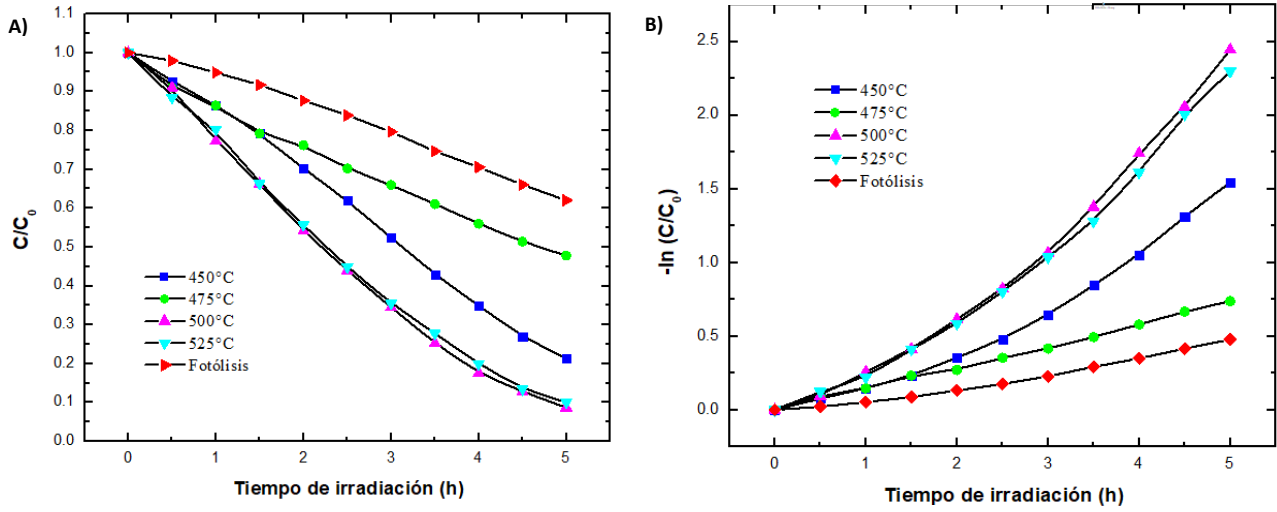 A)
C/C0
1.1
1.0
0.9
0.8
0.7
0.6
0.5
0.4
0.3
0.2
0.1
0.0
450°C
475°C
500°C
525°C
Fotólisis
0 1 2 3 4 5
Tiempo de irradiación (h)
B)
-ln (C/C0)
2.5
2.0
1.5
1.0
0.5
0.0
450°C
475°C
500°C
525°C
Fotólisis
0 1 2 3 4 5
Tiempo de irradiación (h)